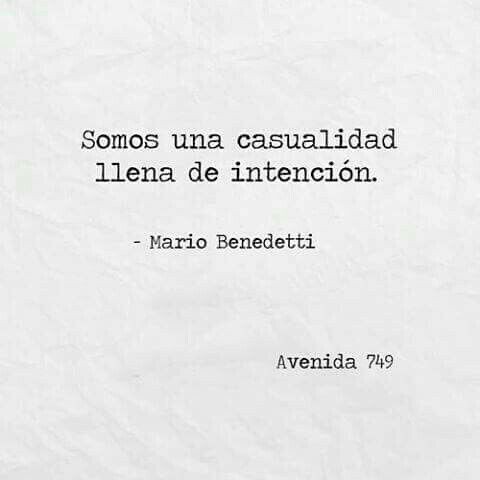 Somos una casualidad
llena de intención.
- Mario Benedetti
Avenida 749